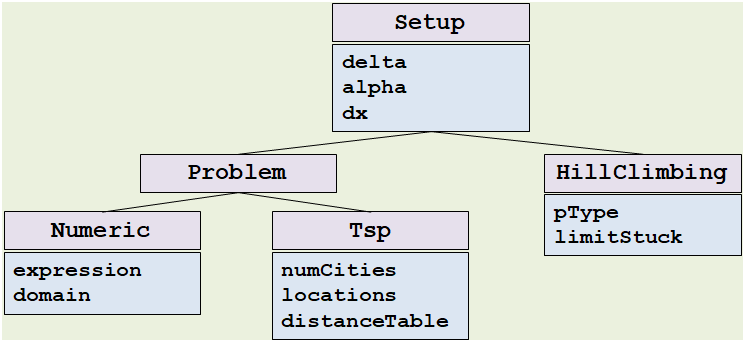 Setup
delta
alpha
dx
Problem
HillClimbing
pType
limitStuck
Numeric
expression
domain
Tsp
numCities
locations
distanceTable